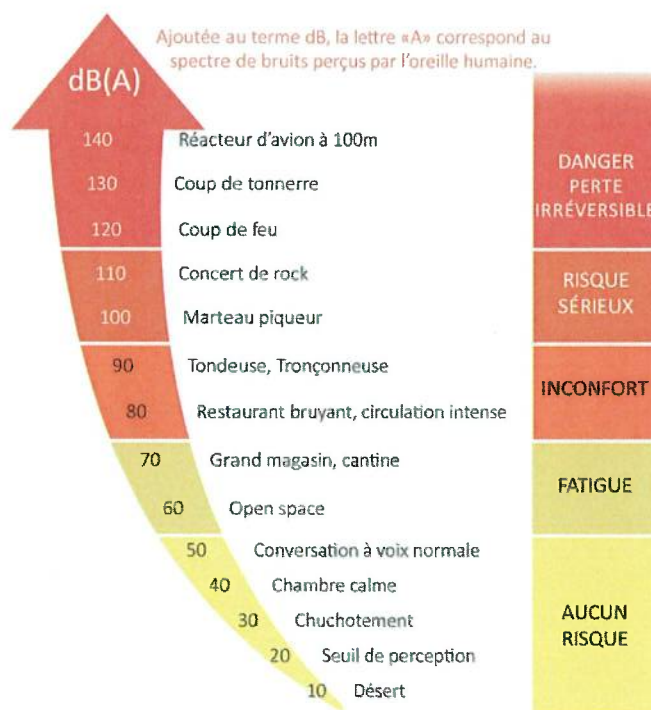 Ajoutée au terme dB, la lettre «A» correspond au
spectre de bruits perçus par l'oreille humaine.
dB(A)
140 Réacteur d'avion à 100m
130 Coup de tonnerre
120 Coup de feu
DANGER
PERTE
IRRÉVERSIBLE
110 Concert de rock
100 Marteau piqueur
RISQUE
SÉRIEUX
90 Tondeuse, Tronçonneuse
80 Restaurant bruyant, circulation intense
INCONFORT
70 Grand magasin, cantine
60 Open space
FATIGUE
50 Conversation à voix normale
40 Chambre calme
30 Chuchotement
20 Seuil de perception
10 Désert
AUCUN
RISQUE